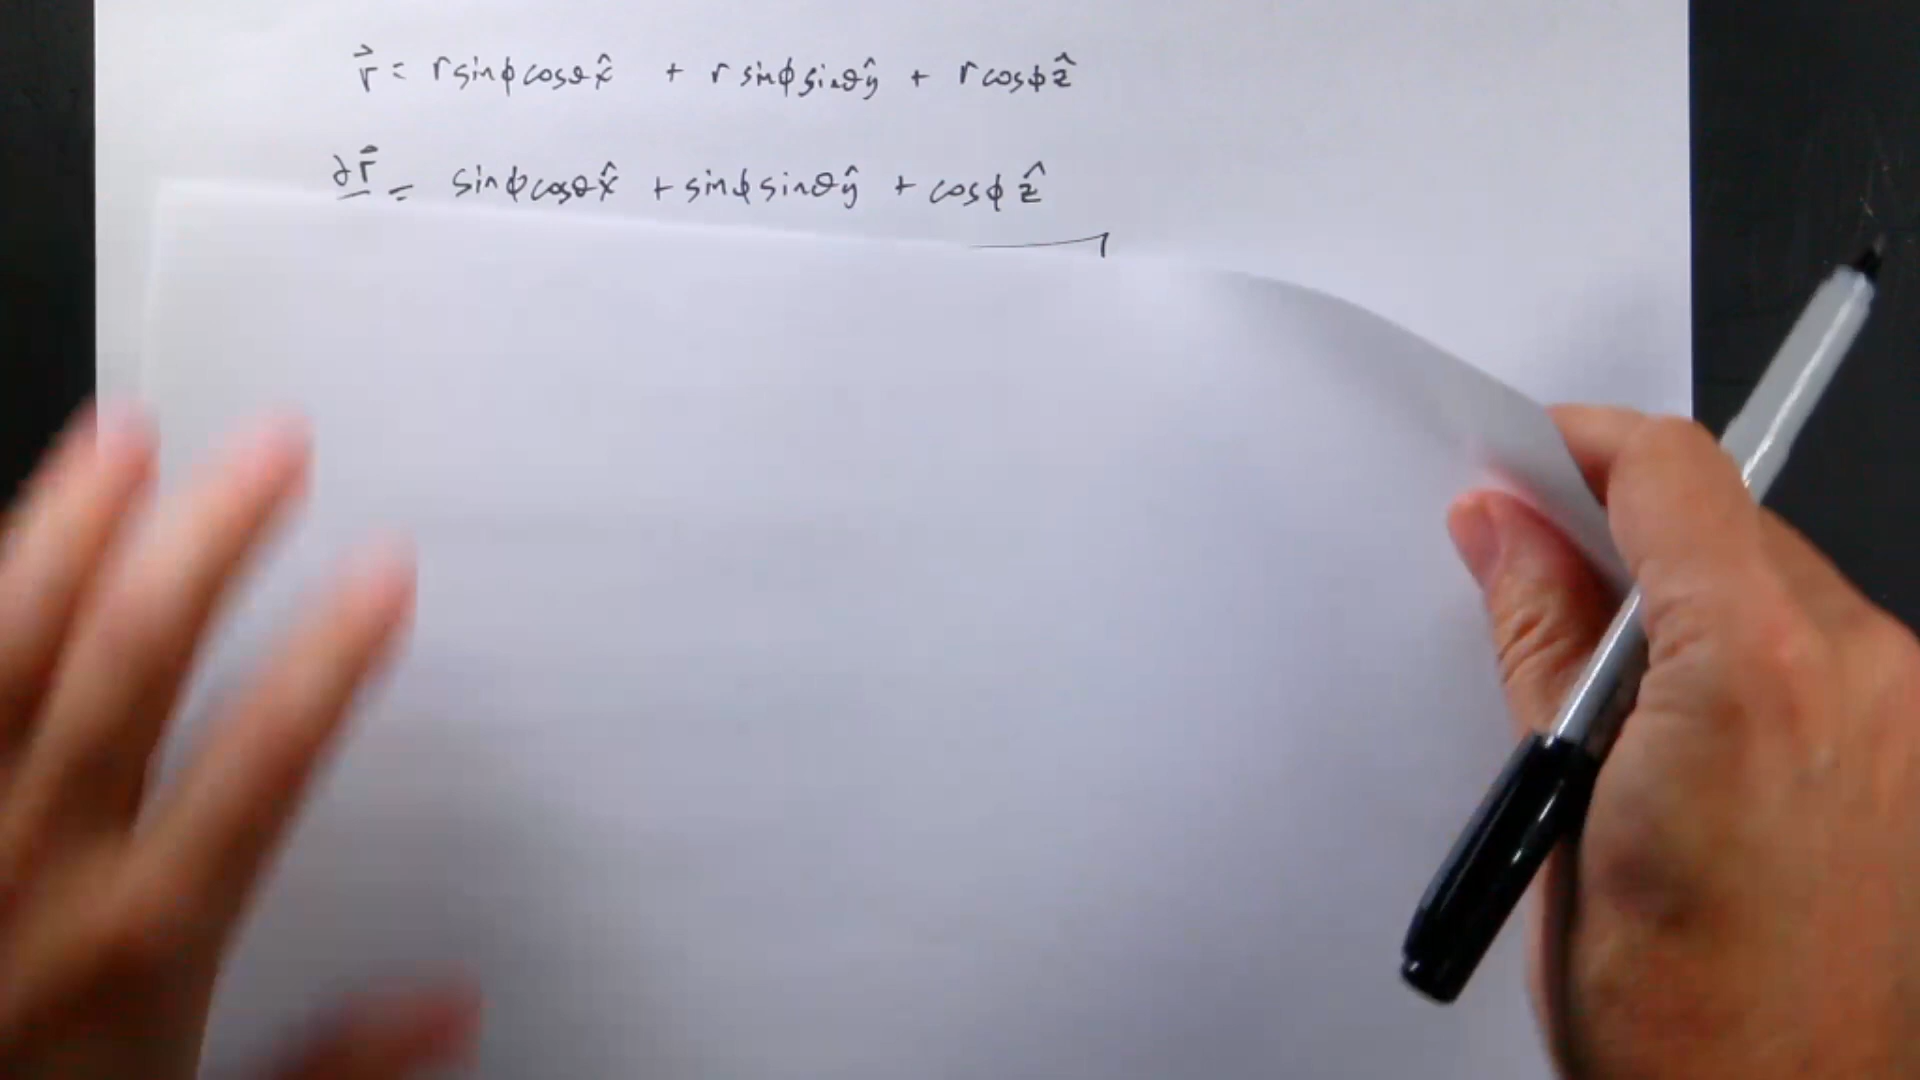 r⃗ = r sinϕ cosθ x̂ + r sinϕ sinθ ŷ + r cosϕ ẑ
∂r⃗ = sinϕ cosθ x̂ + sinϕ sinθ ŷ + cosϕ ẑ